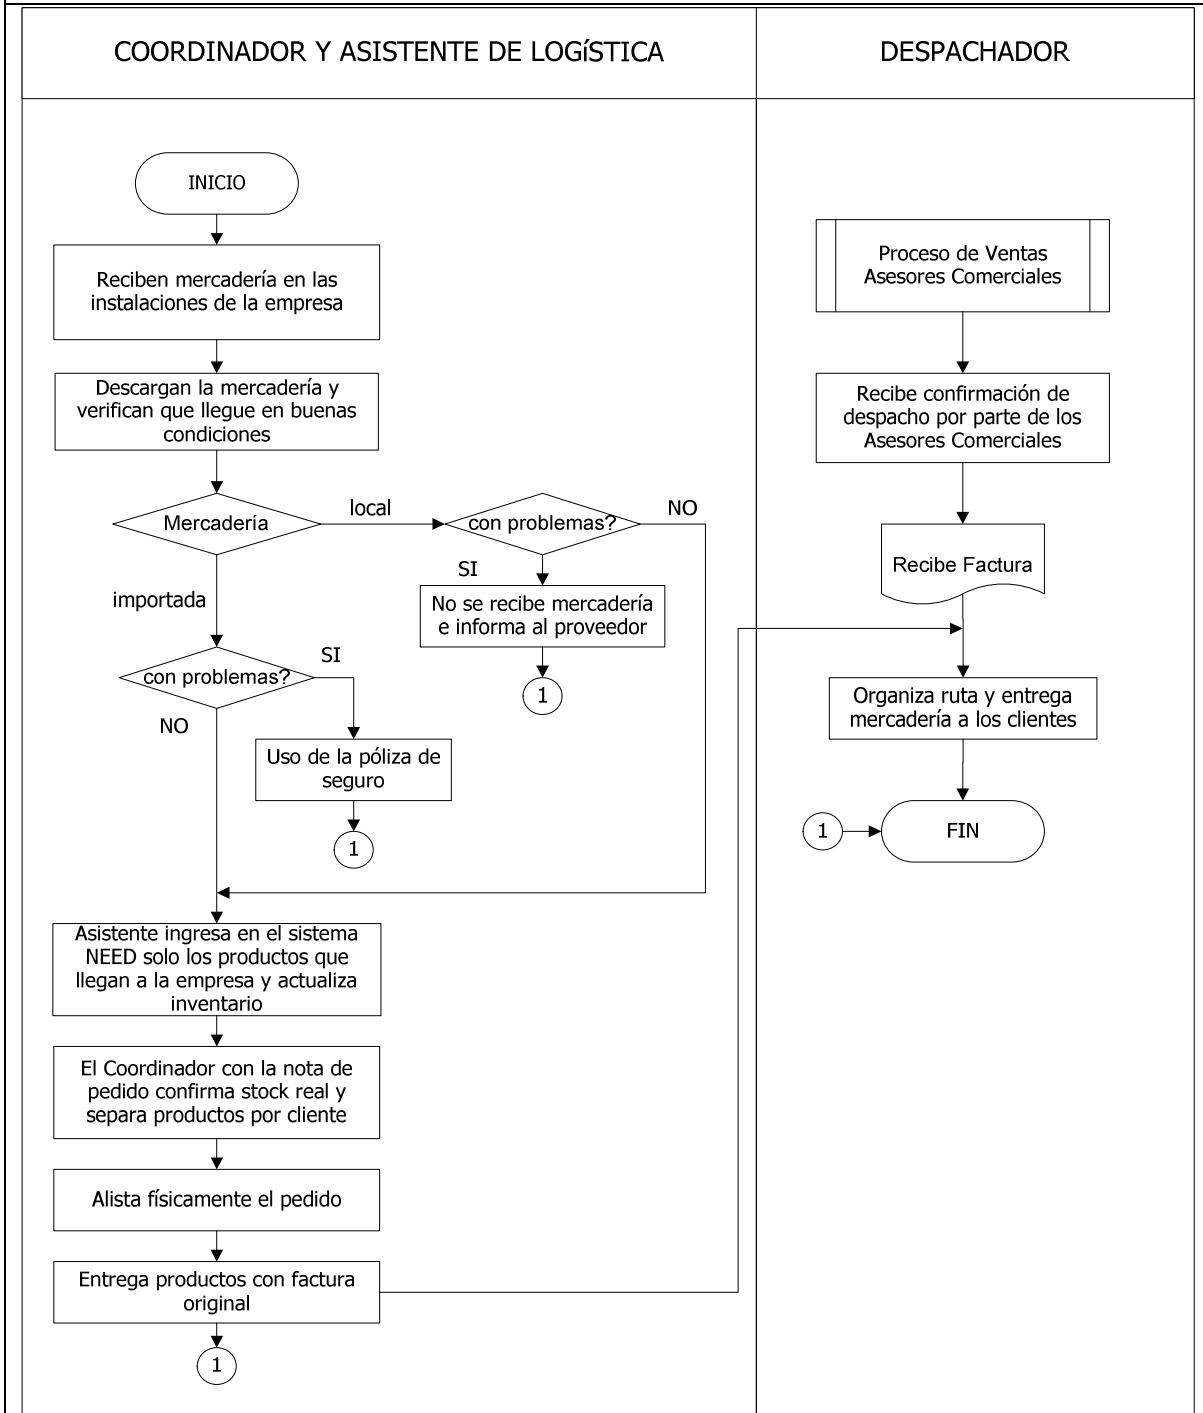 COORDINADOR Y ASISTENTE DE LOGíSTICA
DESPACHADOR
INICIO
Reciben mercadería en las
instalaciones de la empresa
Descargan la mercadería y
verifican que llegue en buenas
condiciones
Mercadería
local
con problemas?
NO
SI
No se recibe mercadería
e informa al proveedor
1
importada
con problemas?
SI
NO
Uso de la póliza de
seguro
1
Asistente ingresa en el sistema
NEED solo los productos que
llegan a la empresa y actualiza
inventario
El Coordinador con la nota de
pedido confirma stock real y
separa productos por cliente
Alista físicamente el pedido
Entrega productos con factura
original
1
Proceso de Ventas
Asesores Comerciales
Recibe confirmación de
despacho por parte de los
Asesores Comerciales
Recibe Factura
Organiza ruta y entrega
mercadería a los clientes
1
FIN